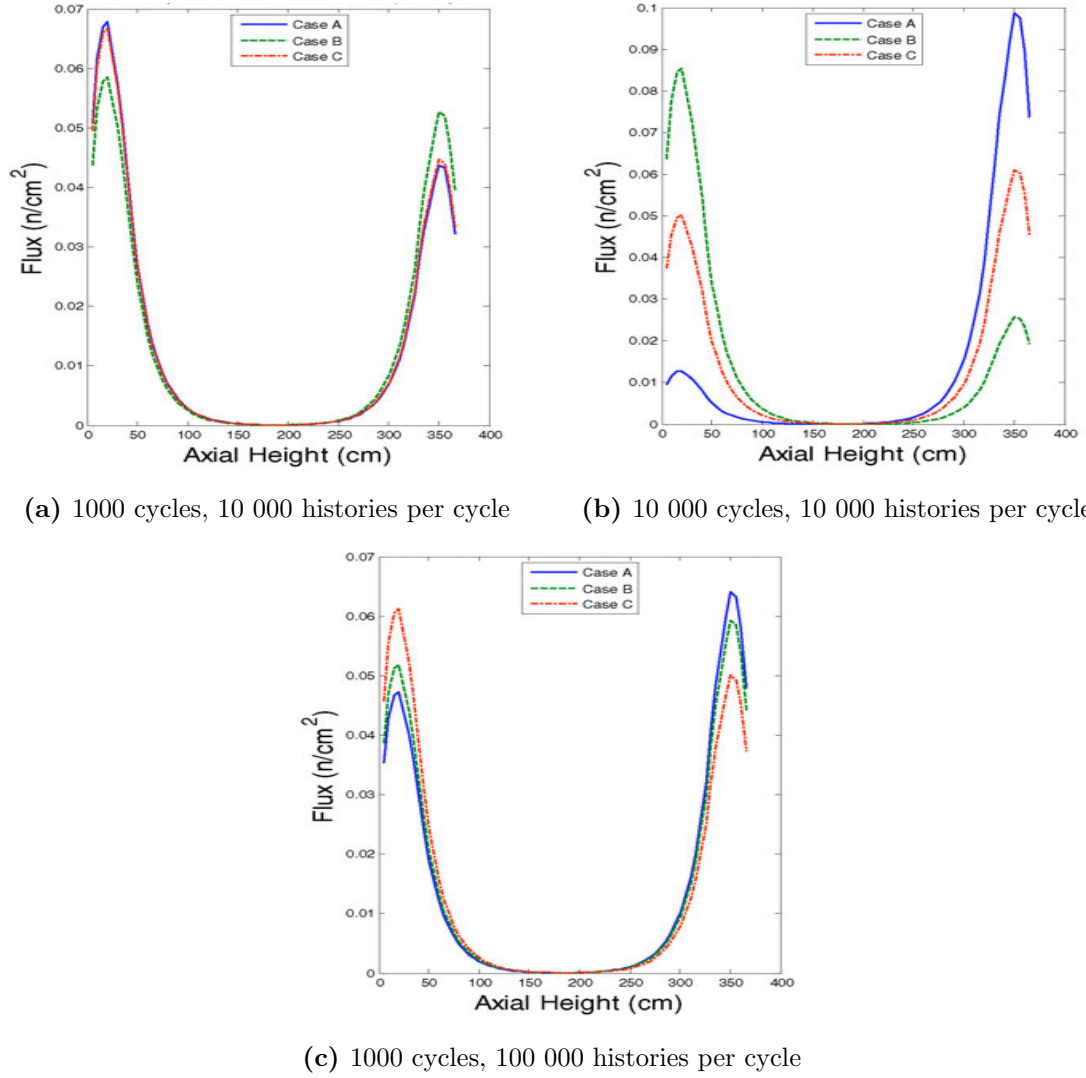 0.07
0.06
0.05
0.04
0.03
0.02
0.01
0
0 50 100 150 200 250 300 350 400
Flux (n/cm²)
Axial Height (cm)
Case A
Case B
Case C
(a) 1000 cycles, 10 000 histories per cycle
0.1
0.09
0.08
0.07
0.06
0.05
0.04
0.03
0.02
0.01
0
0 50 100 150 200 250 300 350 400
Flux (n/cm²)
Axial Height (cm)
Case A
Case B
Case C
(b) 10 000 cycles, 10 000 histories per cycle
0.07
0.06
0.05
0.04
0.03
0.02
0.01
0
0 50 100 150 200 250 300 350 400
Flux (n/cm²)
Axial Height (cm)
Case A
Case B
Case C
(c) 1000 cycles, 100 000 histories per cycle